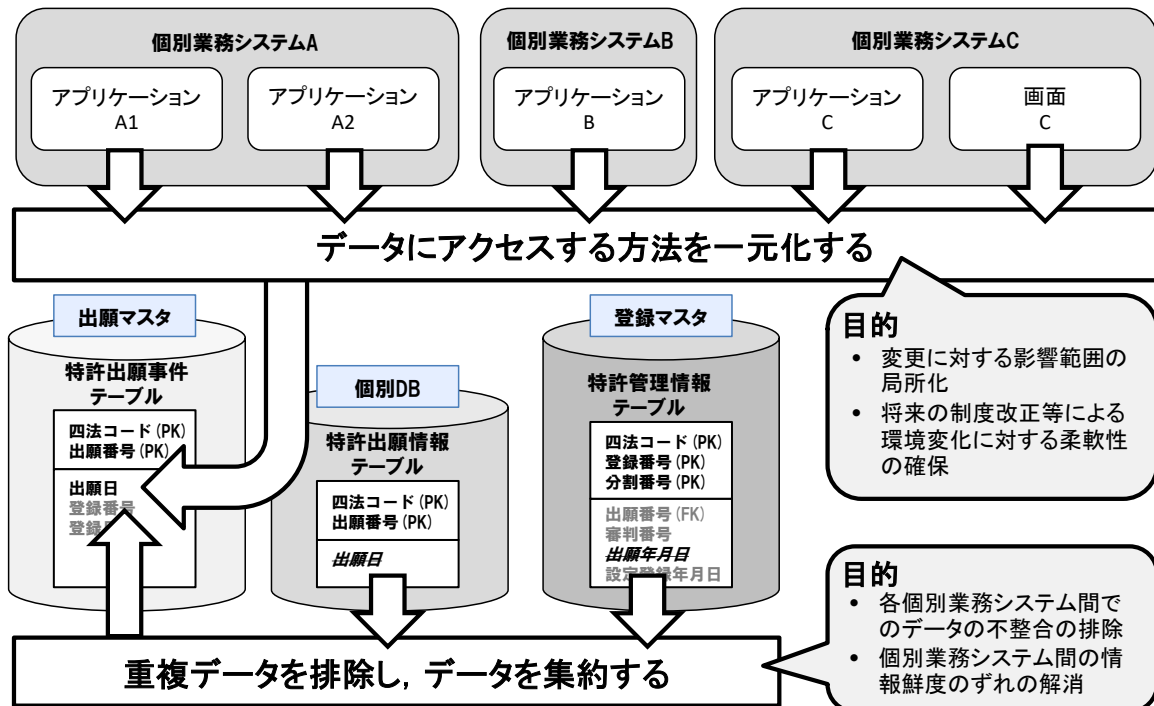 個別業務システムA
アプリケーション
A1
アプリケーション
A2
個別業務システムB
アプリケーション
B
個別業務システムC
アプリケーション
C
画面
C
データにアクセスする方法を一元化する
出願マスタ
特許出願事件
テーブル
四法コード(PK)
出願番号(PK)
出願日
登録番号
登録
個別DB
特許出願情報
テーブル
四法コード(PK)
出願番号(PK)
出願日
登録マスタ
特許管理情報
テーブル
四法コード(PK)
登録番号(PK)
分割番号(PK)
出願番号(FK)
審判番号
出願年月日
設定登録年月日
目的
• 変更に対する影響範囲の
局所化
• 将来の制度改正等による
環境変化に対する柔軟性
の確保
重複データを排除し，データを集約する
目的
• 各個別業務システム間で
のデータの不整合の排除
• 個別業務システム間の情
報鮮度のずれの解消